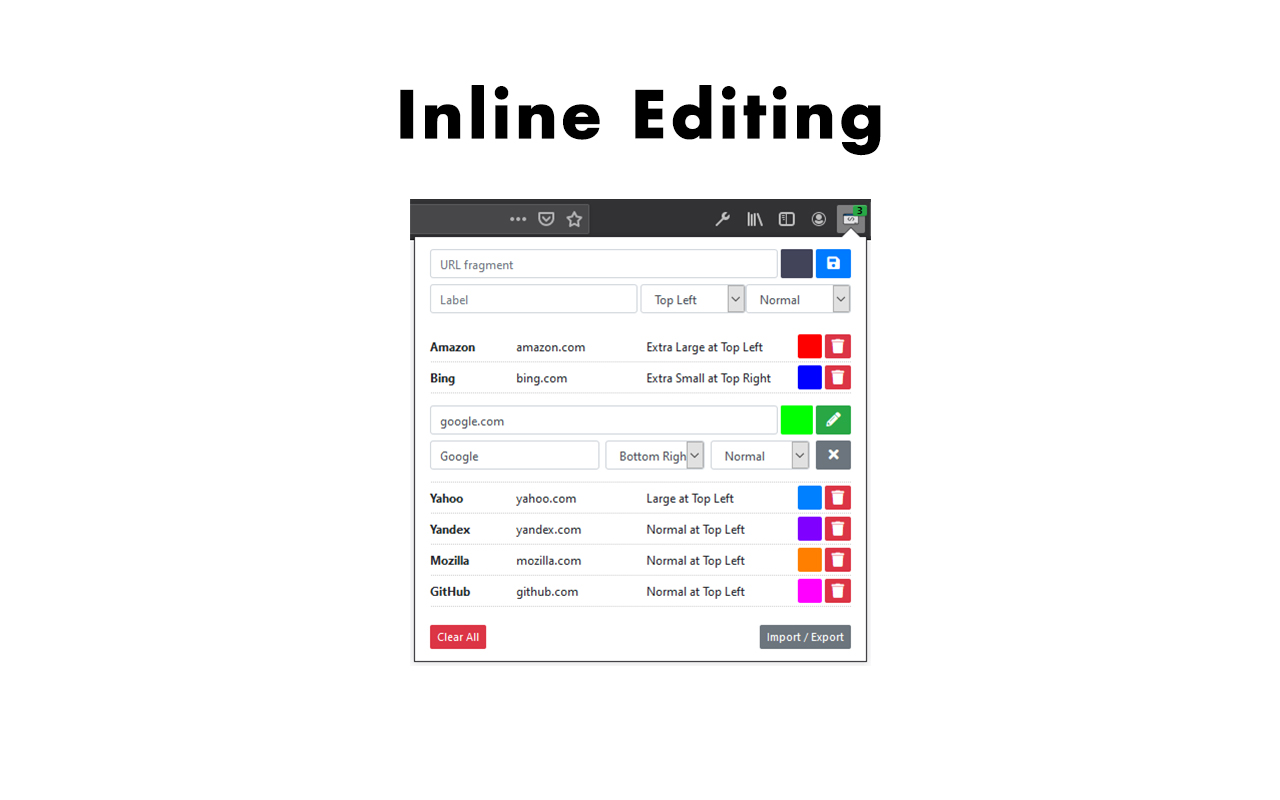 Inline Editing
3
URL fragment
Label Top Left Normal
Amazon amazon.com Extra Large at Top Left
Bing bing.com Extra Small at Top Right
google.com
Google Bottom Righ Normal
Yahoo yahoo.com Large at Top Left
Yandex yandex.com Normal at Top Left
Mozilla mozilla.com Normal at Top Left
GitHub github.com Normal at Top Left
Clear All Import / Export